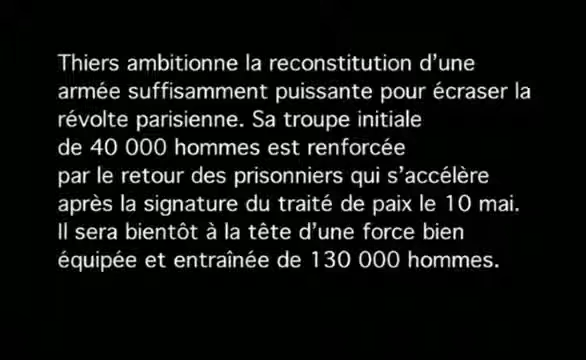 Thiers ambitionne la reconstitution d’une
armée suffisamment puissante pour écraser la
révolte parisienne. Sa troupe initiale
de 40 000 hommes est renforcée
par le retour des prisonniers qui s’accélère
après la signature du traité de paix le 10 mai.
Il sera bientôt à la tête d’une force bien
équipée et entraînée de 130 000 hommes.